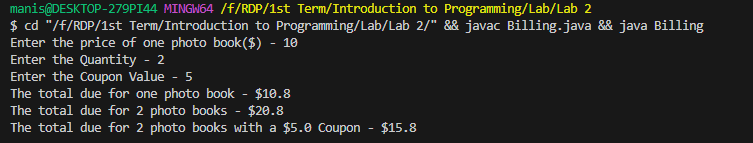 manis@DESKTOP-279PI44 MINGW64 /f/RDP/1st Term/Introduction to Programming/Lab/Lab 2
$ cd "/f/RDP/1st Term/Introduction to Programming/Lab/Lab 2/" && javac Billing.java && java Billing
Enter the price of one photo book($) - 10
Enter the Quantity - 2
Enter the Coupon Value - 5
The total due for one photo book - $10.8
The total due for 2 photo books - $20.8
The total due for 2 photo books with a $5.0 Coupon - $15.8